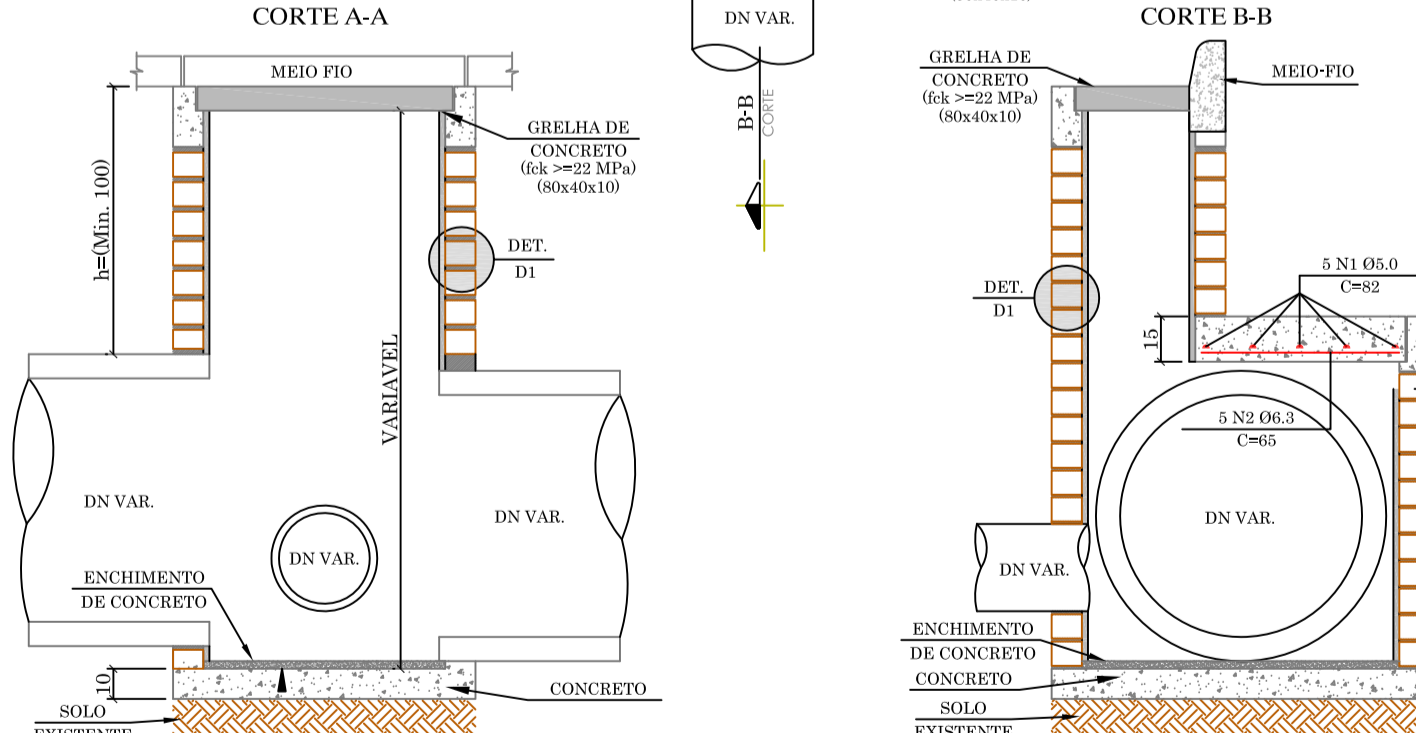 CORTE A-A
MEIO FIO
GRELHA DE
CONCRETO
(fck >=22 MPa)
(80x40x10)
h=(Min. 100)
DET.
D1
VARIAVEL
DN VAR.
DN VAR.
DN VAR.
ENCHIMENTO
DE CONCRETO
10
CONCRETO
SOLO
EXISTENTE
DN VAR.
B-B
CORTE
CORTE B-B
GRELHA DE
CONCRETO
(fck >=22 MPa)
(80x40x10)
MEIO-FIO
5 N1 Ø5.0
C=82
DET.
D1
15
5 N2 Ø6.3
C=65
DN VAR.
DN VAR.
ENCHIMENTO
DE CONCRETO
CONCRETO
SOLO
EXISTENTE